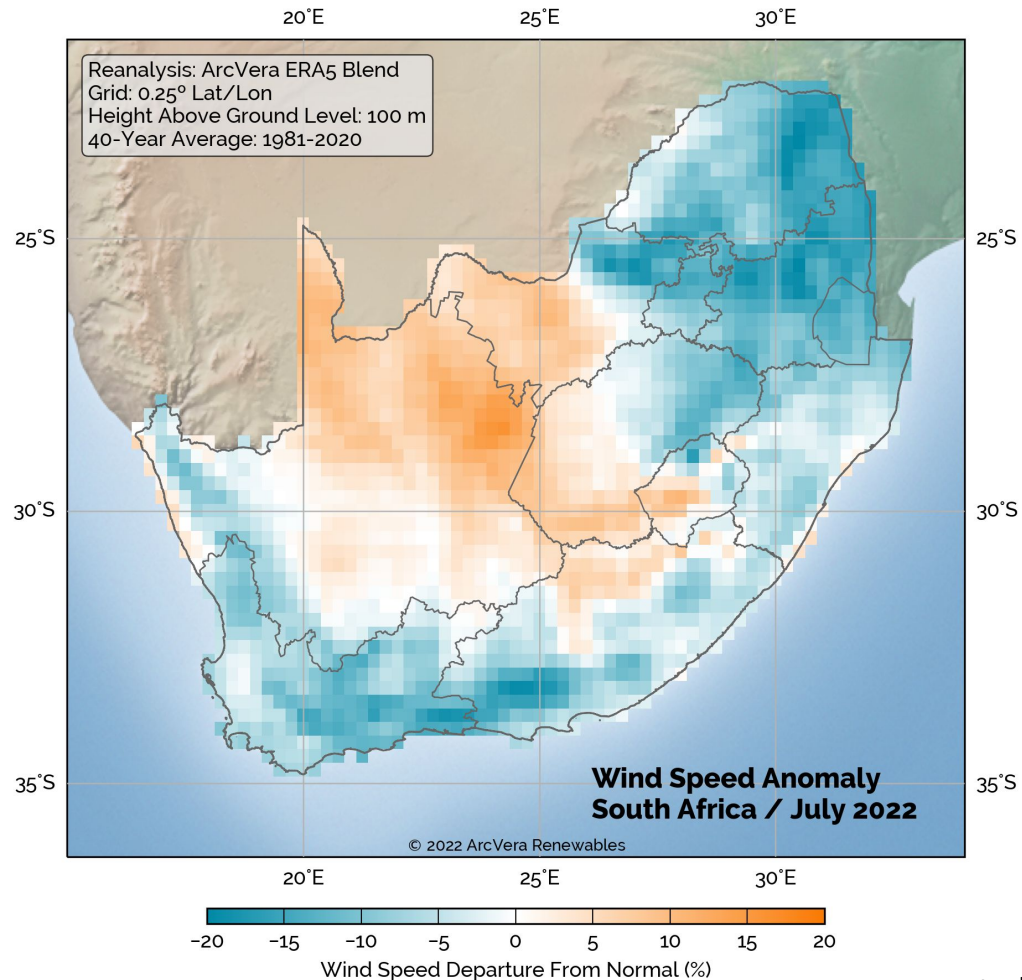 20°E 25°E 30°E
Reanalysis: ArcVera ERA5 Blend
Grid: 0.25º Lat/Lon
Height Above Ground Level: 100 m
40-Year Average: 1981-2020
25°S 25°S
30°S 30°S
35°S 35°S
Wind Speed Anomaly
South Africa / July 2022
© 2022 ArcVera Renewables
20°E 25°E 30°E
−20 −15 −10 −5 0 5 10 15 20
Wind Speed Departure From Normal (%)